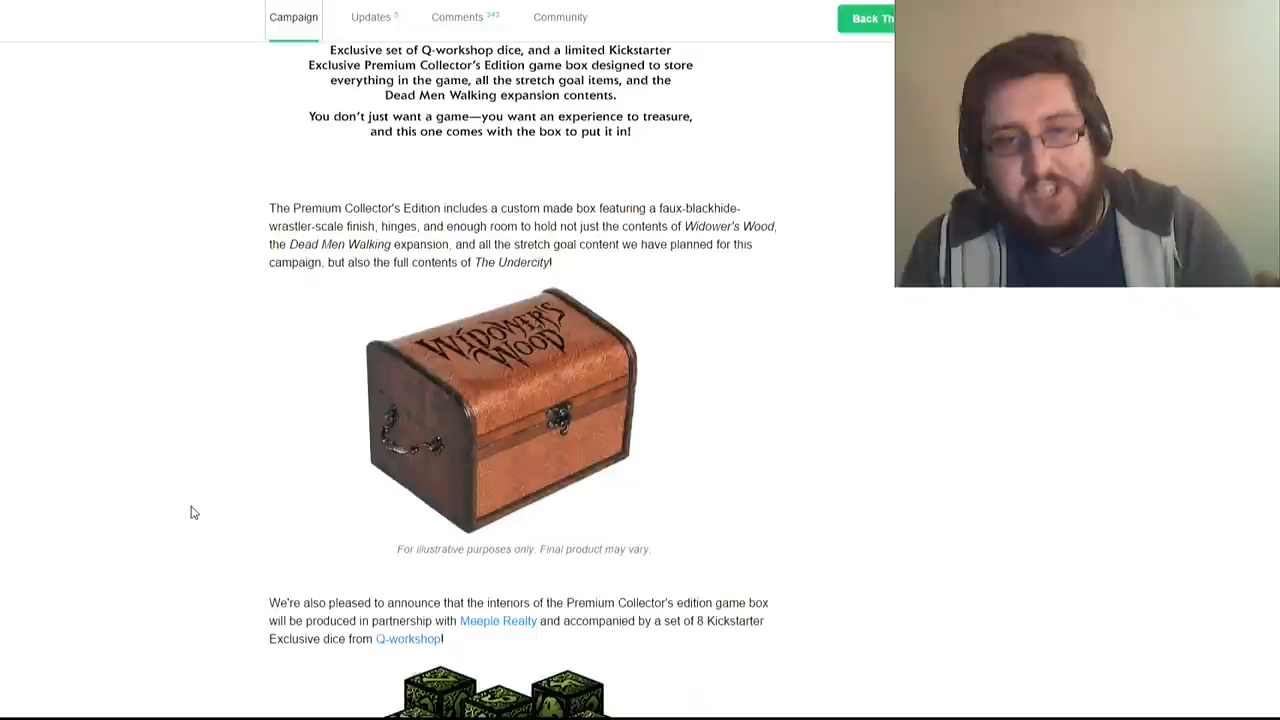 Campaign Updates 5 Comments 343 Community Back Th
Exclusive set of Q-workshop dice, and a limited Kickstarter
Exclusive Premium Collector's Edition game box designed to store
everything in the game, all the stretch goal items, and the
Dead Men Walking expansion contents.
You don't just want a game—you want an experience to treasure,
and this one comes with the box to put it in!
The Premium Collector's Edition includes a custom made box featuring a faux-blackhide-
wrastler-scale finish, hinges, and enough room to hold not just the contents of Widower's Wood,
the Dead Men Walking expansion, and all the stretch goal content we have planned for this
campaign, but also the full contents of The Undercity!
WIDOWER'S
WOOD
For illustrative purposes only. Final product may vary.
We're also pleased to announce that the interiors of the Premium Collector's edition game box
will be produced in partnership with Meeple Realty and accompanied by a set of 8 Kickstarter
Exclusive dice from Q-workshop!